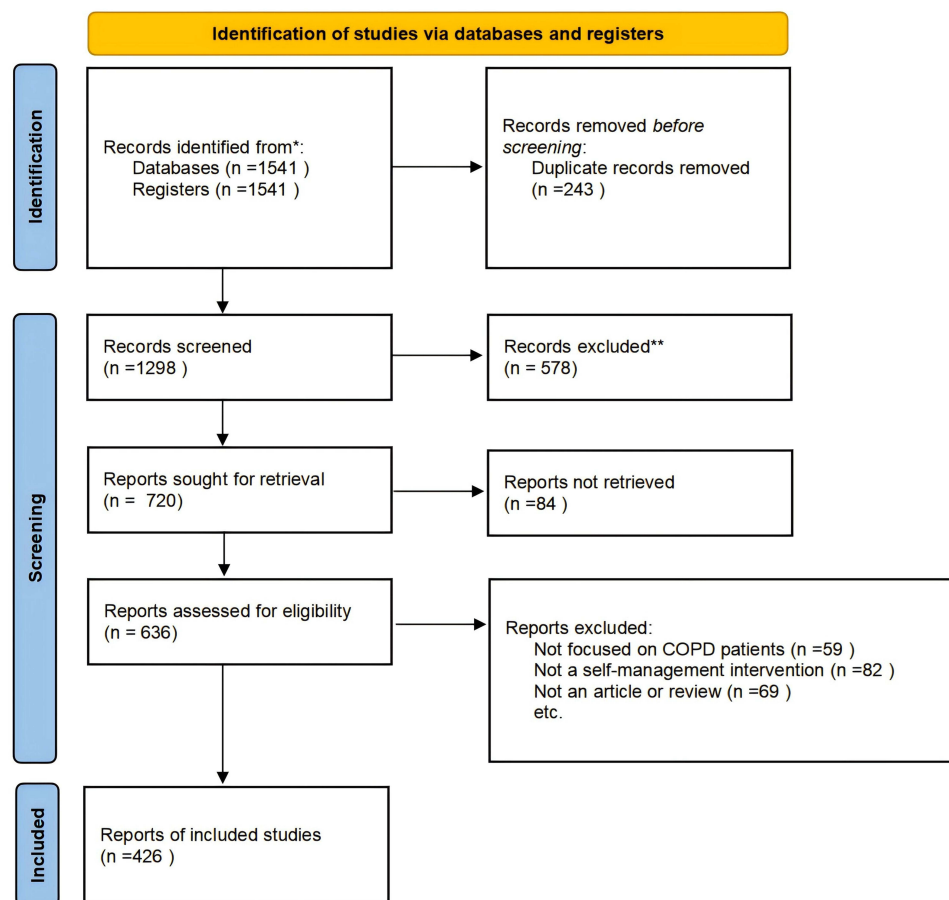 Identification of studies via databases and registers
Identification
Records identified from*:
Databases (n =1541 )
Registers (n =1541 )
Records removed before
screening:
Duplicate records removed
(n =243 )
Screening
Records screened
(n =1298 )
Records excluded**
(n = 578)
Reports sought for retrieval
(n = 720)
Reports not retrieved
(n =84 )
Reports assessed for eligibility
(n = 636)
Reports excluded:
Not focused on COPD patients (n =59 )
Not a self-management intervention (n =82 )
Not an article or review (n =69 )
etc.
Included
Reports of included studies
(n =426 )